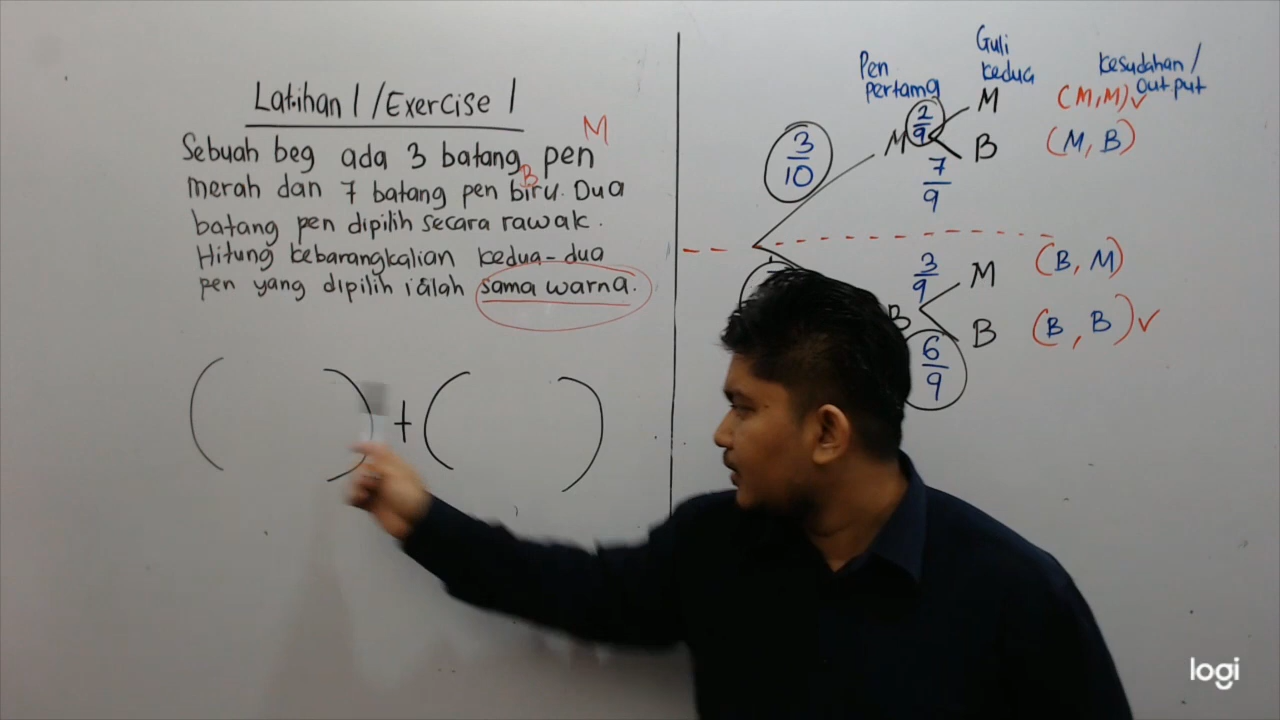 Latihan 1 / Exercise 1
M
Sebuah beg ada 3 batang pen
B
merah dan 7 batang pen biru. Dua
batang pen dipilih secara rawak.
Hitung kebarangkalian kedua-dua
pen yang dipilih ialah sama warna.
( ) + ( )
Pen pertama
Guli kedua
Kesudahan / output
3/10
M
2/9
M
(M, M) ✓
7/9
B
(M, B)
B
3/9
M
(B, M)
6/9
B
(B, B) ✓
logi